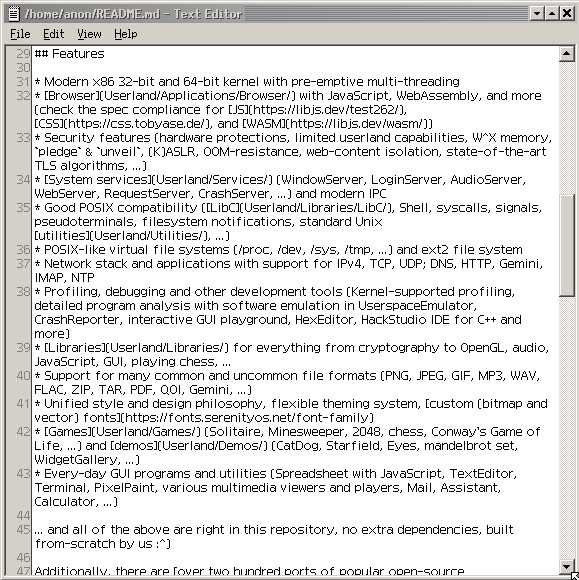 /home/anon/README.md - Text Editor
File Edit View Help
29 ## Features
30
31 * Modern x86 32-bit and 64-bit kernel with pre-emptive multi-threading
32 * [Browser](Userland/Applications/Browser/) with JavaScript, WebAssembly, and more
(check the spec compliance for [JS](https://libjs.dev/test262/),
[CSS](https://css.tobyase.de/), and [WASM](https://libjs.dev/wasm/))
33 * Security features (hardware protections, limited userland capabilities, W^X memory,
`pledge` & `unveil`, (K)ASLR, OOM-resistance, web-content isolation, state-of-the-art
TLS algorithms, ...)
34 * [System services](Userland/Services/) (WindowServer, LoginServer, AudioServer,
WebServer, RequestServer, CrashServer, ...) and modern IPC
35 * Good POSIX compatibility ([LibC](Userland/Libraries/LibC/), Shell, syscalls, signals,
pseudoterminals, filesystem notifications, standard Unix
[utilities](Userland/Utilities/), ...)
36 * POSIX-like virtual file systems (/proc, /dev, /sys, /tmp, ...) and ext2 file system
37 * Network stack and applications with support for IPv4, TCP, UDP; DNS, HTTP, Gemini,
IMAP, NTP
38 * Profiling, debugging and other development tools (Kernel-supported profiling,
detailed program analysis with software emulation in UserspaceEmulator,
CrashReporter, interactive GUI playground, HexEditor, HackStudio IDE for C++ and
more)
39 * [Libraries](Userland/Libraries/) for everything from cryptography to OpenGL, audio,
JavaScript, GUI, playing chess, ...
40 * Support for many common and uncommon file formats (PNG, JPEG, GIF, MP3, WAV,
FLAC, ZIP, TAR, PDF, QOI, Gemini, ...)
41 * Unified style and design philosophy, flexible theming system, [custom (bitmap and
vector) fonts](https://fonts.serenityos.net/font-family)
42 * [Games](Userland/Games/) (Solitaire, Minesweeper, 2048, chess, Conway's Game of
Life, ...) and [demos](Userland/Demos/) (CatDog, Starfield, Eyes, mandelbrot set,
WidgetGallery, ...)
43 * Every-day GUI programs and utilities (Spreadsheet with JavaScript, TextEditor,
Terminal, PixelPaint, various multimedia viewers and players, Mail, Assistant,
Calculator, ...)
44
45 ... and all of the above are right in this repository, no extra dependencies, built
from-scratch by us :^)
46
47 Additionally, there are [over two hundred ports of popular open-source